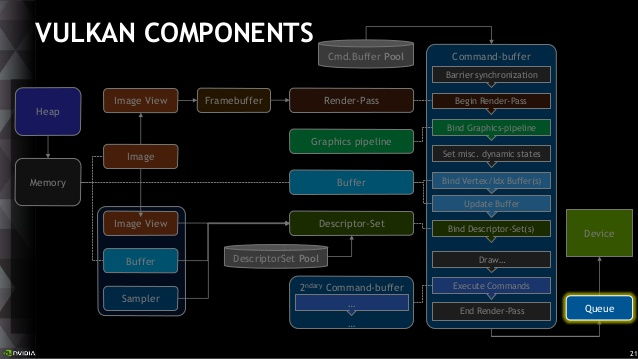 VULKAN COMPONENTS
Cmd.Buffer Pool
Command-buffer
Barrier synchronization
Heap
Image View
Framebuffer
Render-Pass
Begin Render-Pass
Graphics pipeline
Bind Graphics-pipeline
Image
Set misc. dynamic states
Memory
Buffer
Bind Vertex/Idx Buffer(s)
Update Buffer
Image View
Descriptor-Set
Bind Descriptor-Set(s)
Device
Buffer
DescriptorSet Pool
Draw…
Sampler
2ndary Command-buffer
…
…
Execute Commands
End Render-Pass
Queue
NVIDIA
21